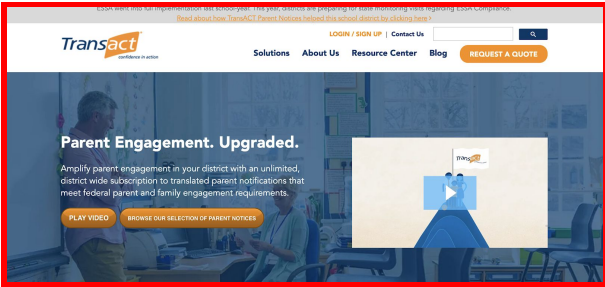 ESSA went into full implementation last school-year. This year, districts are preparing for state monitoring visits regarding ESSA Compliance.
Read about how TransACT Parent Notices helped this school district by clicking here >
LOGIN / SIGN UP | Contact Us
Transact
confidence in action
Solutions About Us Resource Center Blog REQUEST A QUOTE
Parent Engagement. Upgraded.
Amplify parent engagement in your district with an unlimited,
district wide subscription to translated parent notifications that
meet federal parent and family engagement requirements.
PLAY VIDEO BROWSE OUR SELECTION OF PARENT NOTICES
Transact